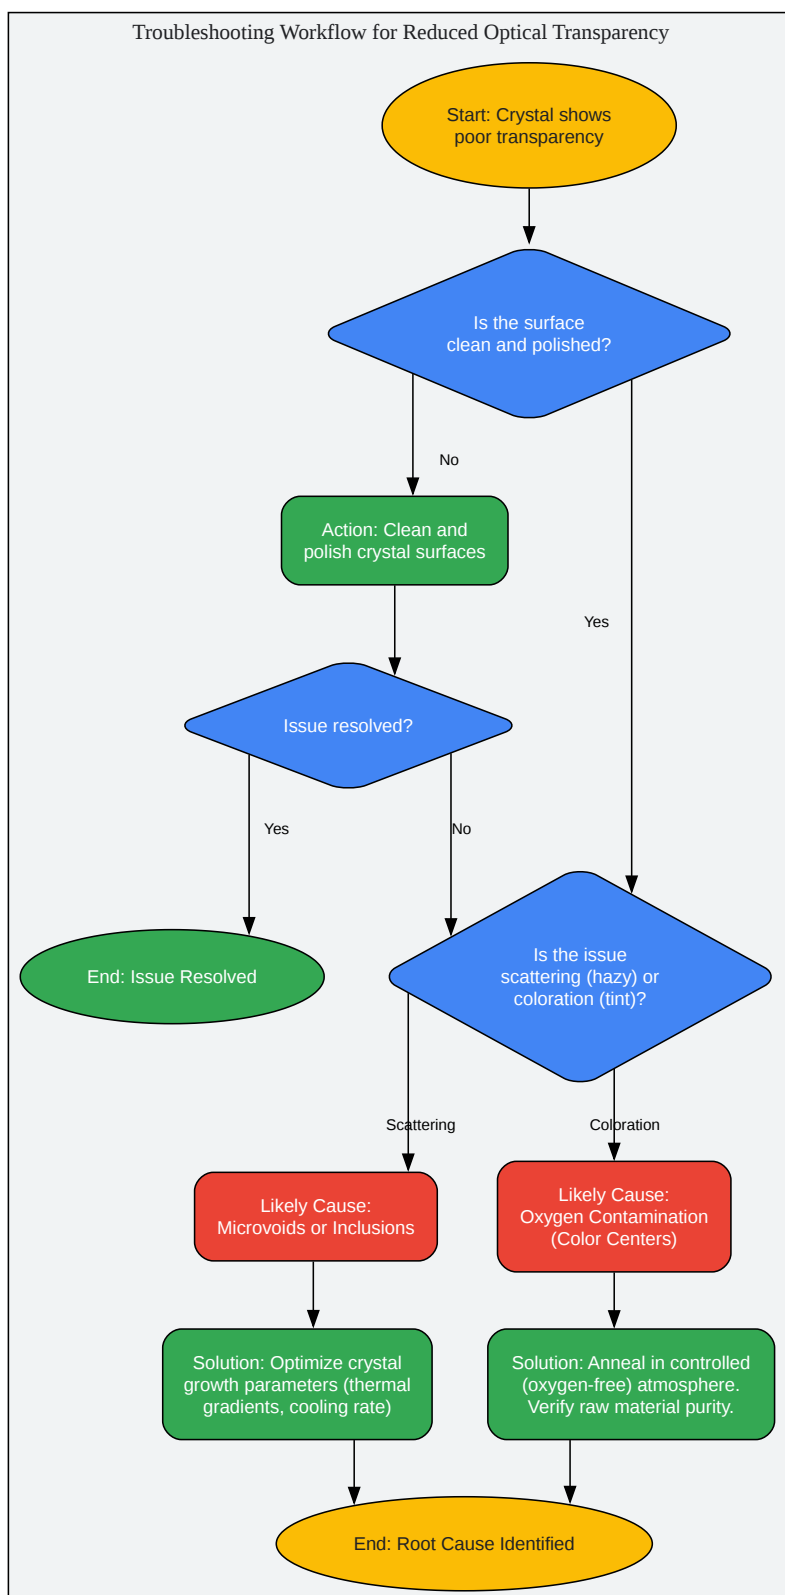 Troubleshooting Workflow for Reduced Optical Transparency
Start: Crystal shows
poor transparency
Is the surface
clean and polished?
No
Action: Clean and
polish crystal surfaces
Yes
Issue resolved?
Yes
No
End: Issue Resolved
Is the issue
scattering (hazy) or
coloration (tint)?
Scattering
Coloration
Likely Cause:
Microvoids or Inclusions
Likely Cause:
Oxygen Contamination
(Color Centers)
Solution: Optimize crystal
growth parameters (thermal
gradients, cooling rate)
Solution: Anneal in controlled
(oxygen-free) atmosphere.
Verify raw material purity.
End: Root Cause Identified